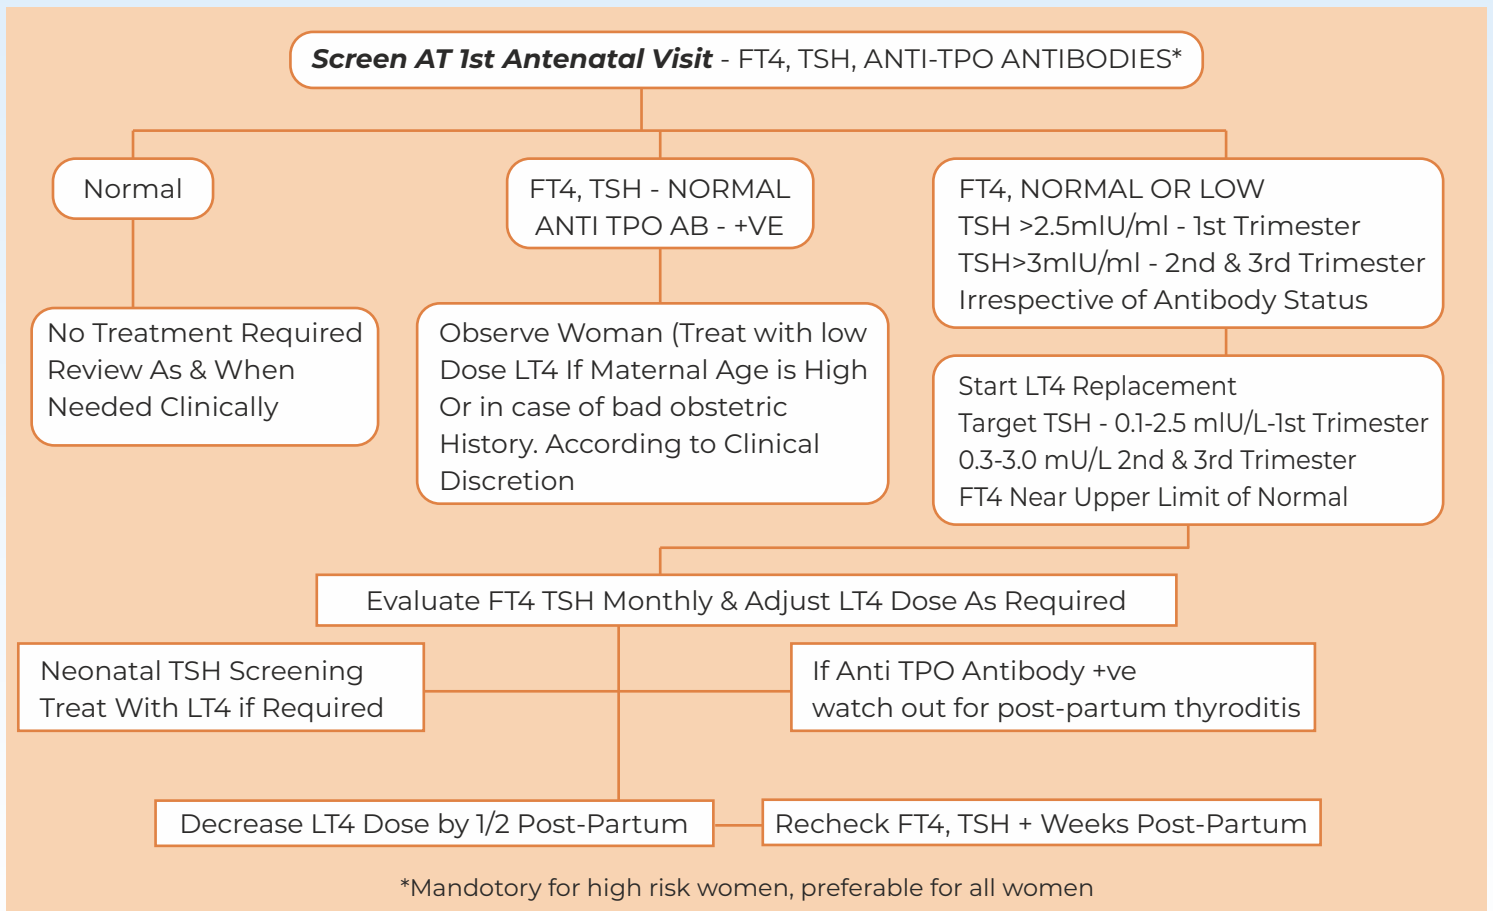 Screen AT 1st Antenatal Visit - FT4, TSH, ANTI-TPO ANTIBODIES*
Normal
FT4, TSH - NORMAL
ANTI TPO AB - +VE
FT4, NORMAL OR LOW
TSH >2.5mlU/ml - 1st Trimester
TSH>3mlU/ml - 2nd & 3rd Trimester
Irrespective of Antibody Status
No Treatment Required
Review As & When
Needed Clinically
Observe Woman (Treat with low
Dose LT4 If Maternal Age is High
Or in case of bad obstetric
History. According to Clinical
Discretion
Start LT4 Replacement
Target TSH - 0.1-2.5 mlU/L-1st Trimester
0.3-3.0 mU/L 2nd & 3rd Trimester
FT4 Near Upper Limit of Normal
Evaluate FT4 TSH Monthly & Adjust LT4 Dose As Required
Neonatal TSH Screening
Treat With LT4 if Required
If Anti TPO Antibody +ve
watch out for post-partum thyroditis
Decrease LT4 Dose by 1/2 Post-Partum
Recheck FT4, TSH + Weeks Post-Partum
*Mandotory for high risk women, preferable for all women